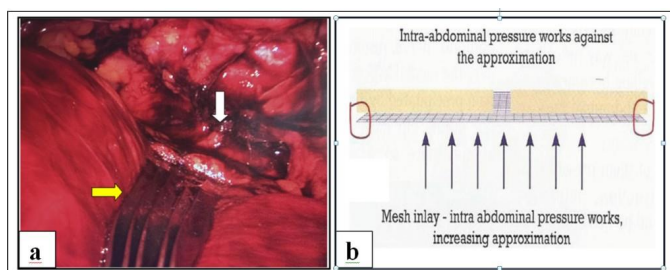 a
b
Intra-abdominal pressure works against
the approximation
Mesh inlay - intra abdominal pressure works,
increasing approximation